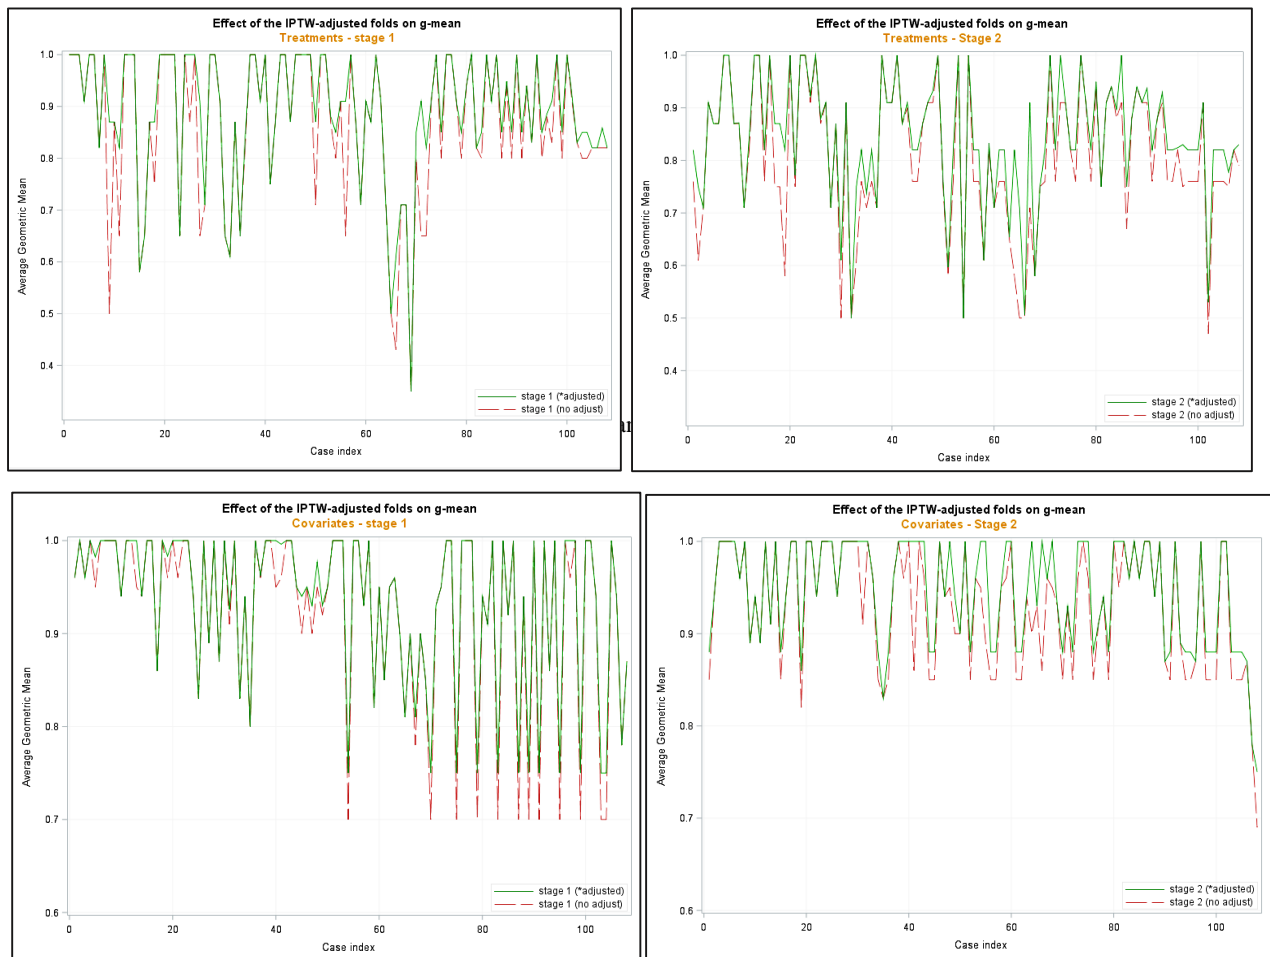 Effect of the IPTW-adjusted folds on g-mean
Treatments - stage 1
1.0
0.9
0.8
0.7
0.6
0.5
0.4
Average Geometric Mean
stage 1 (*adjusted)
stage 1 (no adjust)
0 20 40 60 80 100
Case index
Effect of the IPTW-adjusted folds on g-mean
Treatments - Stage 2
1.0
0.9
0.8
0.7
0.6
0.5
0.4
Average Geometric Mean
stage 2 (*adjusted)
stage 2 (no adjust)
0 20 40 60 80 100
Case index
Effect of the IPTW-adjusted folds on g-mean
Covariates - stage 1
1.0
0.9
0.8
0.7
0.6
Average Geometric Mean
stage 1 (*adjusted)
stage 1 (no adjust)
0 20 40 60 80 100
Case index
Effect of the IPTW-adjusted folds on g-mean
Covariates - Stage 2
1.0
0.9
0.8
0.7
0.6
Average Geometric Mean
stage 2 (*adjusted)
stage 2 (no adjust)
0 20 40 60 80 100
Case index